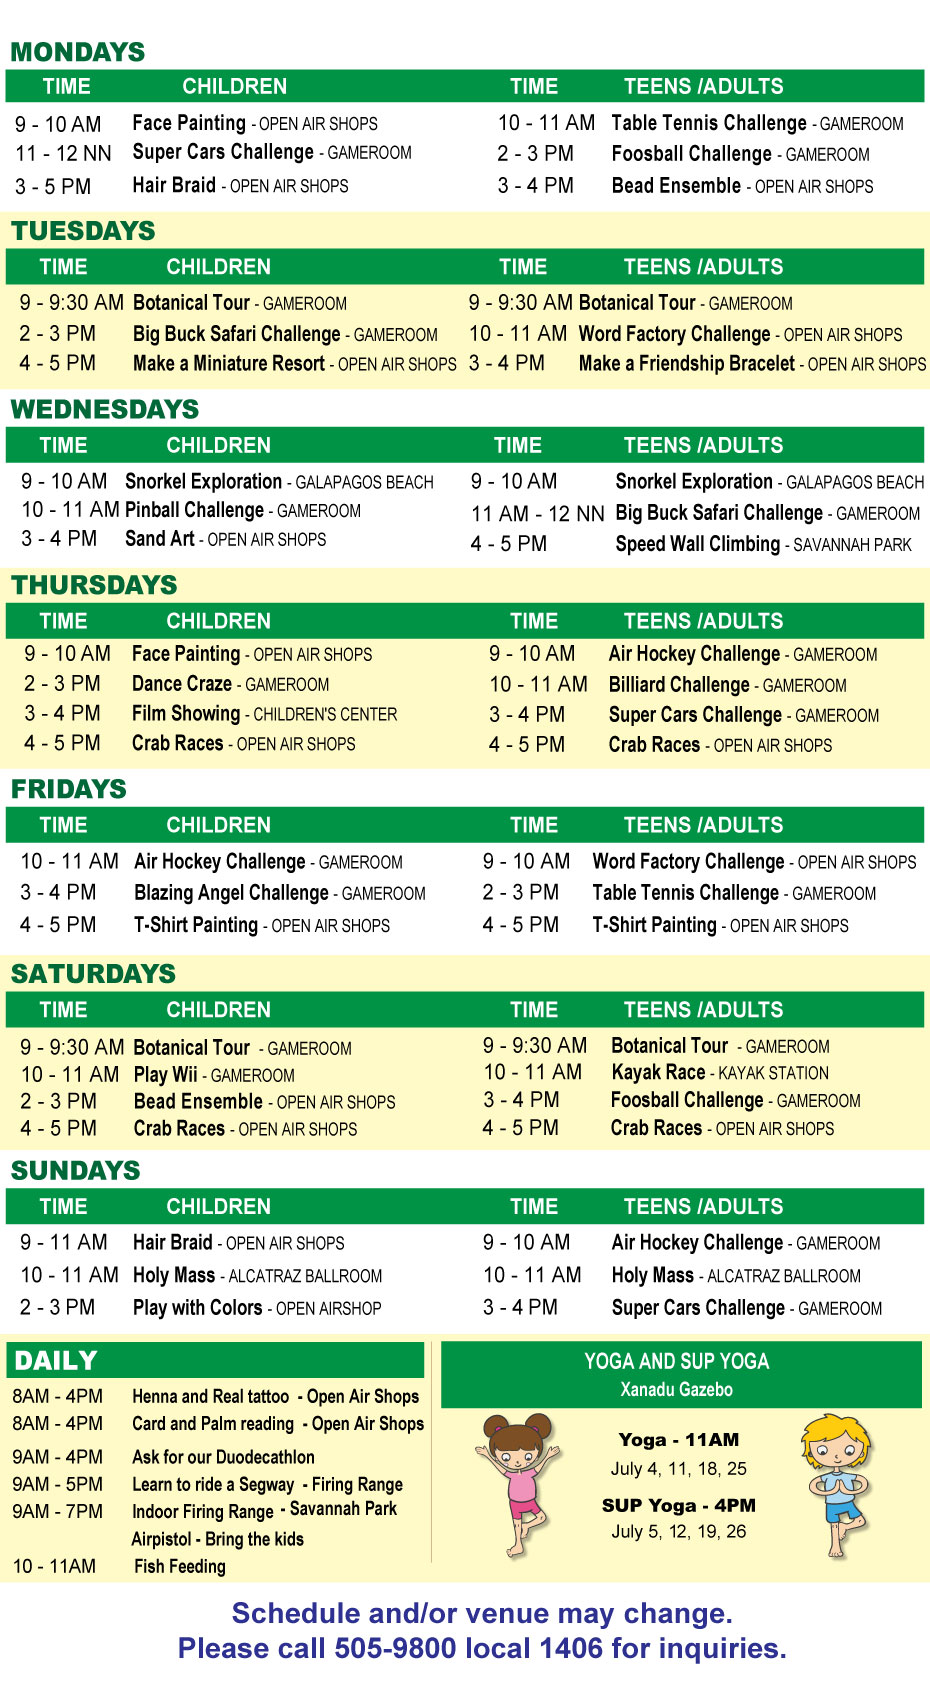 MONDAYS
TIME CHILDREN TIME TEENS /ADULTS
9 - 10 AM Face Painting - OPEN AIR SHOPS 10 - 11 AM Table Tennis Challenge - GAMEROOM
11 - 12 NN Super Cars Challenge - GAMEROOM 2 - 3 PM Foosball Challenge - GAMEROOM
3 - 5 PM Hair Braid - OPEN AIR SHOPS 3 - 4 PM Bead Ensemble - OPEN AIR SHOPS
TUESDAYS
TIME CHILDREN TIME TEENS /ADULTS
9 - 9:30 AM Botanical Tour - GAMEROOM 9 - 9:30 AM Botanical Tour - GAMEROOM
2 - 3 PM Big Buck Safari Challenge - GAMEROOM 10 - 11 AM Word Factory Challenge - OPEN AIR SHOPS
4 - 5 PM Make a Miniature Resort - OPEN AIR SHOPS 3 - 4 PM Make a Friendship Bracelet - OPEN AIR SHOPS
WEDNESDAYS
TIME CHILDREN TIME TEENS /ADULTS
9 - 10 AM Snorkel Exploration - GALAPAGOS BEACH 9 - 10 AM Snorkel Exploration - GALAPAGOS BEACH
10 - 11 AM Pinball Challenge - GAMEROOM 11 AM - 12 NN Big Buck Safari Challenge - GAMEROOM
3 - 4 PM Sand Art - OPEN AIR SHOPS 4 - 5 PM Speed Wall Climbing - SAVANNAH PARK
THURSDAYS
TIME CHILDREN TIME TEENS /ADULTS
9 - 10 AM Face Painting - OPEN AIR SHOPS 9 - 10 AM Air Hockey Challenge - GAMEROOM
2 - 3 PM Dance Craze - GAMEROOM 10 - 11 AM Billiard Challenge - GAMEROOM
3 - 4 PM Film Showing - CHILDREN'S CENTER 3 - 4 PM Super Cars Challenge - GAMEROOM
4 - 5 PM Crab Races - OPEN AIR SHOPS 4 - 5 PM Crab Races - OPEN AIR SHOPS
FRIDAYS
TIME CHILDREN TIME TEENS /ADULTS
10 - 11 AM Air Hockey Challenge - GAMEROOM 9 - 10 AM Word Factory Challenge - OPEN AIR SHOPS
3 - 4 PM Blazing Angel Challenge - GAMEROOM 2 - 3 PM Table Tennis Challenge - GAMEROOM
4 - 5 PM T-Shirt Painting - OPEN AIR SHOPS 4 - 5 PM T-Shirt Painting - OPEN AIR SHOPS
SATURDAYS
TIME CHILDREN TIME TEENS /ADULTS
9 - 9:30 AM Botanical Tour - GAMEROOM 9 - 9:30 AM Botanical Tour - GAMEROOM
10 - 11 AM Play Wii - GAMEROOM 10 - 11 AM Kayak Race - KAYAK STATION
2 - 3 PM Bead Ensemble - OPEN AIR SHOPS 3 - 4 PM Foosball Challenge - GAMEROOM
4 - 5 PM Crab Races - OPEN AIR SHOPS 4 - 5 PM Crab Races - OPEN AIR SHOPS
SUNDAYS
TIME CHILDREN TIME TEENS /ADULTS
9 - 11 AM Hair Braid - OPEN AIR SHOPS 9 - 10 AM Air Hockey Challenge - GAMEROOM
10 - 11 AM Holy Mass - ALCATRAZ BALLROOM 10 - 11 AM Holy Mass - ALCATRAZ BALLROOM
2 - 3 PM Play with Colors - OPEN AIRSHOP 3 - 4 PM Super Cars Challenge - GAMEROOM
DAILY
8AM - 4PM Henna and Real tattoo - Open Air Shops
8AM - 4PM Card and Palm reading - Open Air Shops
9AM - 4PM Ask for our Duodecathlon
9AM - 5PM Learn to ride a Segway - Firing Range
9AM - 7PM Indoor Firing Range - Savannah Park
Airpistol - Bring the kids
10 - 11AM Fish Feeding
YOGA AND SUP YOGA
Xanadu Gazebo
Yoga - 11AM
July 4, 11, 18, 25
SUP Yoga - 4PM
July 5, 12, 19, 26
Schedule and/or venue may change.
Please call 505-9800 local 1406 for inquiries.